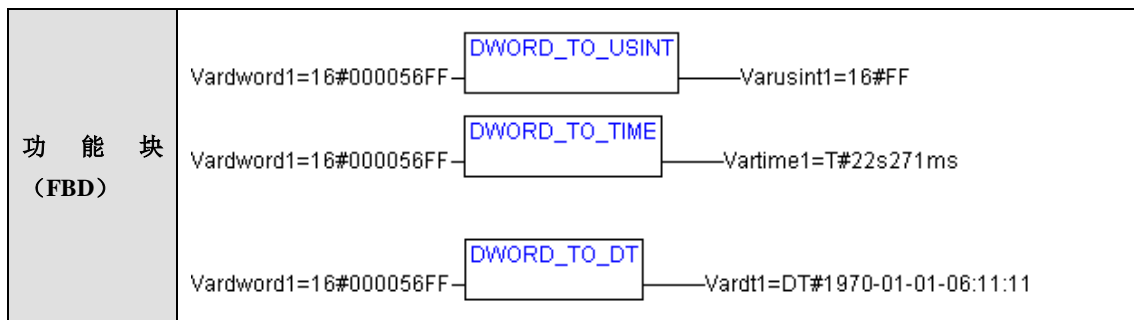 功 能 块
（FBD）
DWORD_TO_USINT
Vardword1=16#000056FF
Varusint1=16#FF
DWORD_TO_TIME
Vardword1=16#000056FF
Vartime1=T#22s271ms
DWORD_TO_DT
Vardword1=16#000056FF
Vardt1=DT#1970-01-01-06:11:11